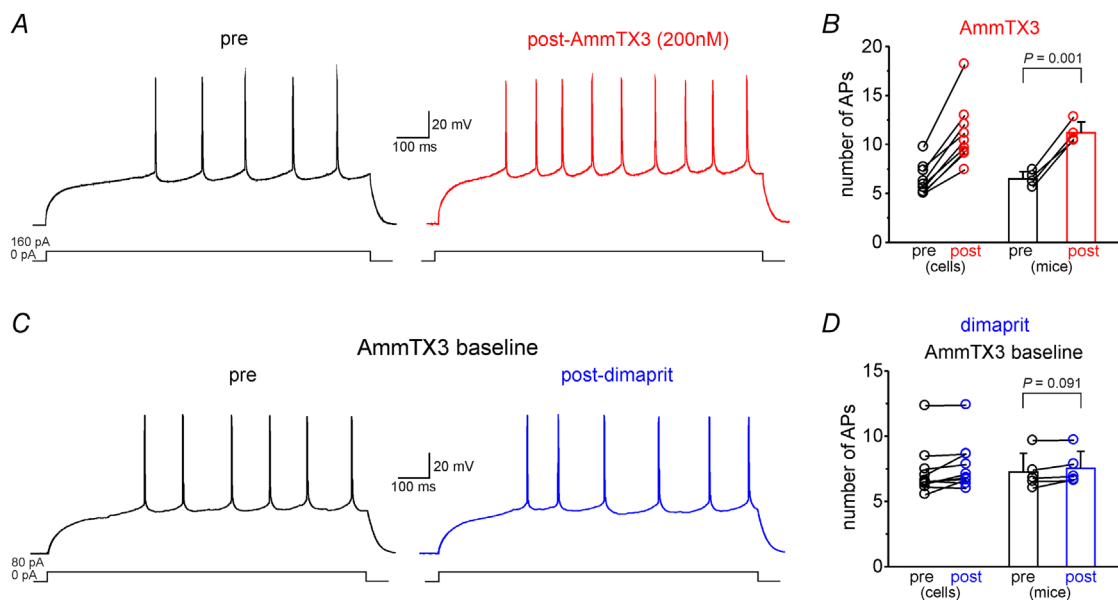 A
pre
post-AmmTX3 (200nM)
20 mV
100 ms
160 pA
0 pA
B
AmmTX3
20
15
10
5
0
number of APs
P = 0.001
pre post pre post
(cells) (mice)
C
AmmTX3 baseline
pre
post-dimaprit
20 mV
100 ms
80 pA
0 pA
D
dimaprit
AmmTX3 baseline
15
10
5
0
number of APs
P = 0.091
pre post pre post
(cells) (mice)